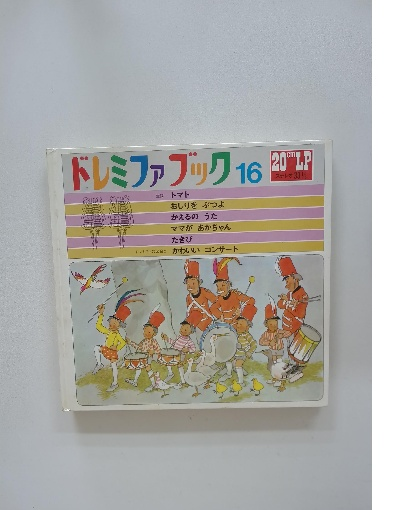 ドレミファブック 16
20cm LP
トマト
おしりを ぶつよ
かえるの うた
ママが あかちゃん
たきび
かわいい コンサート